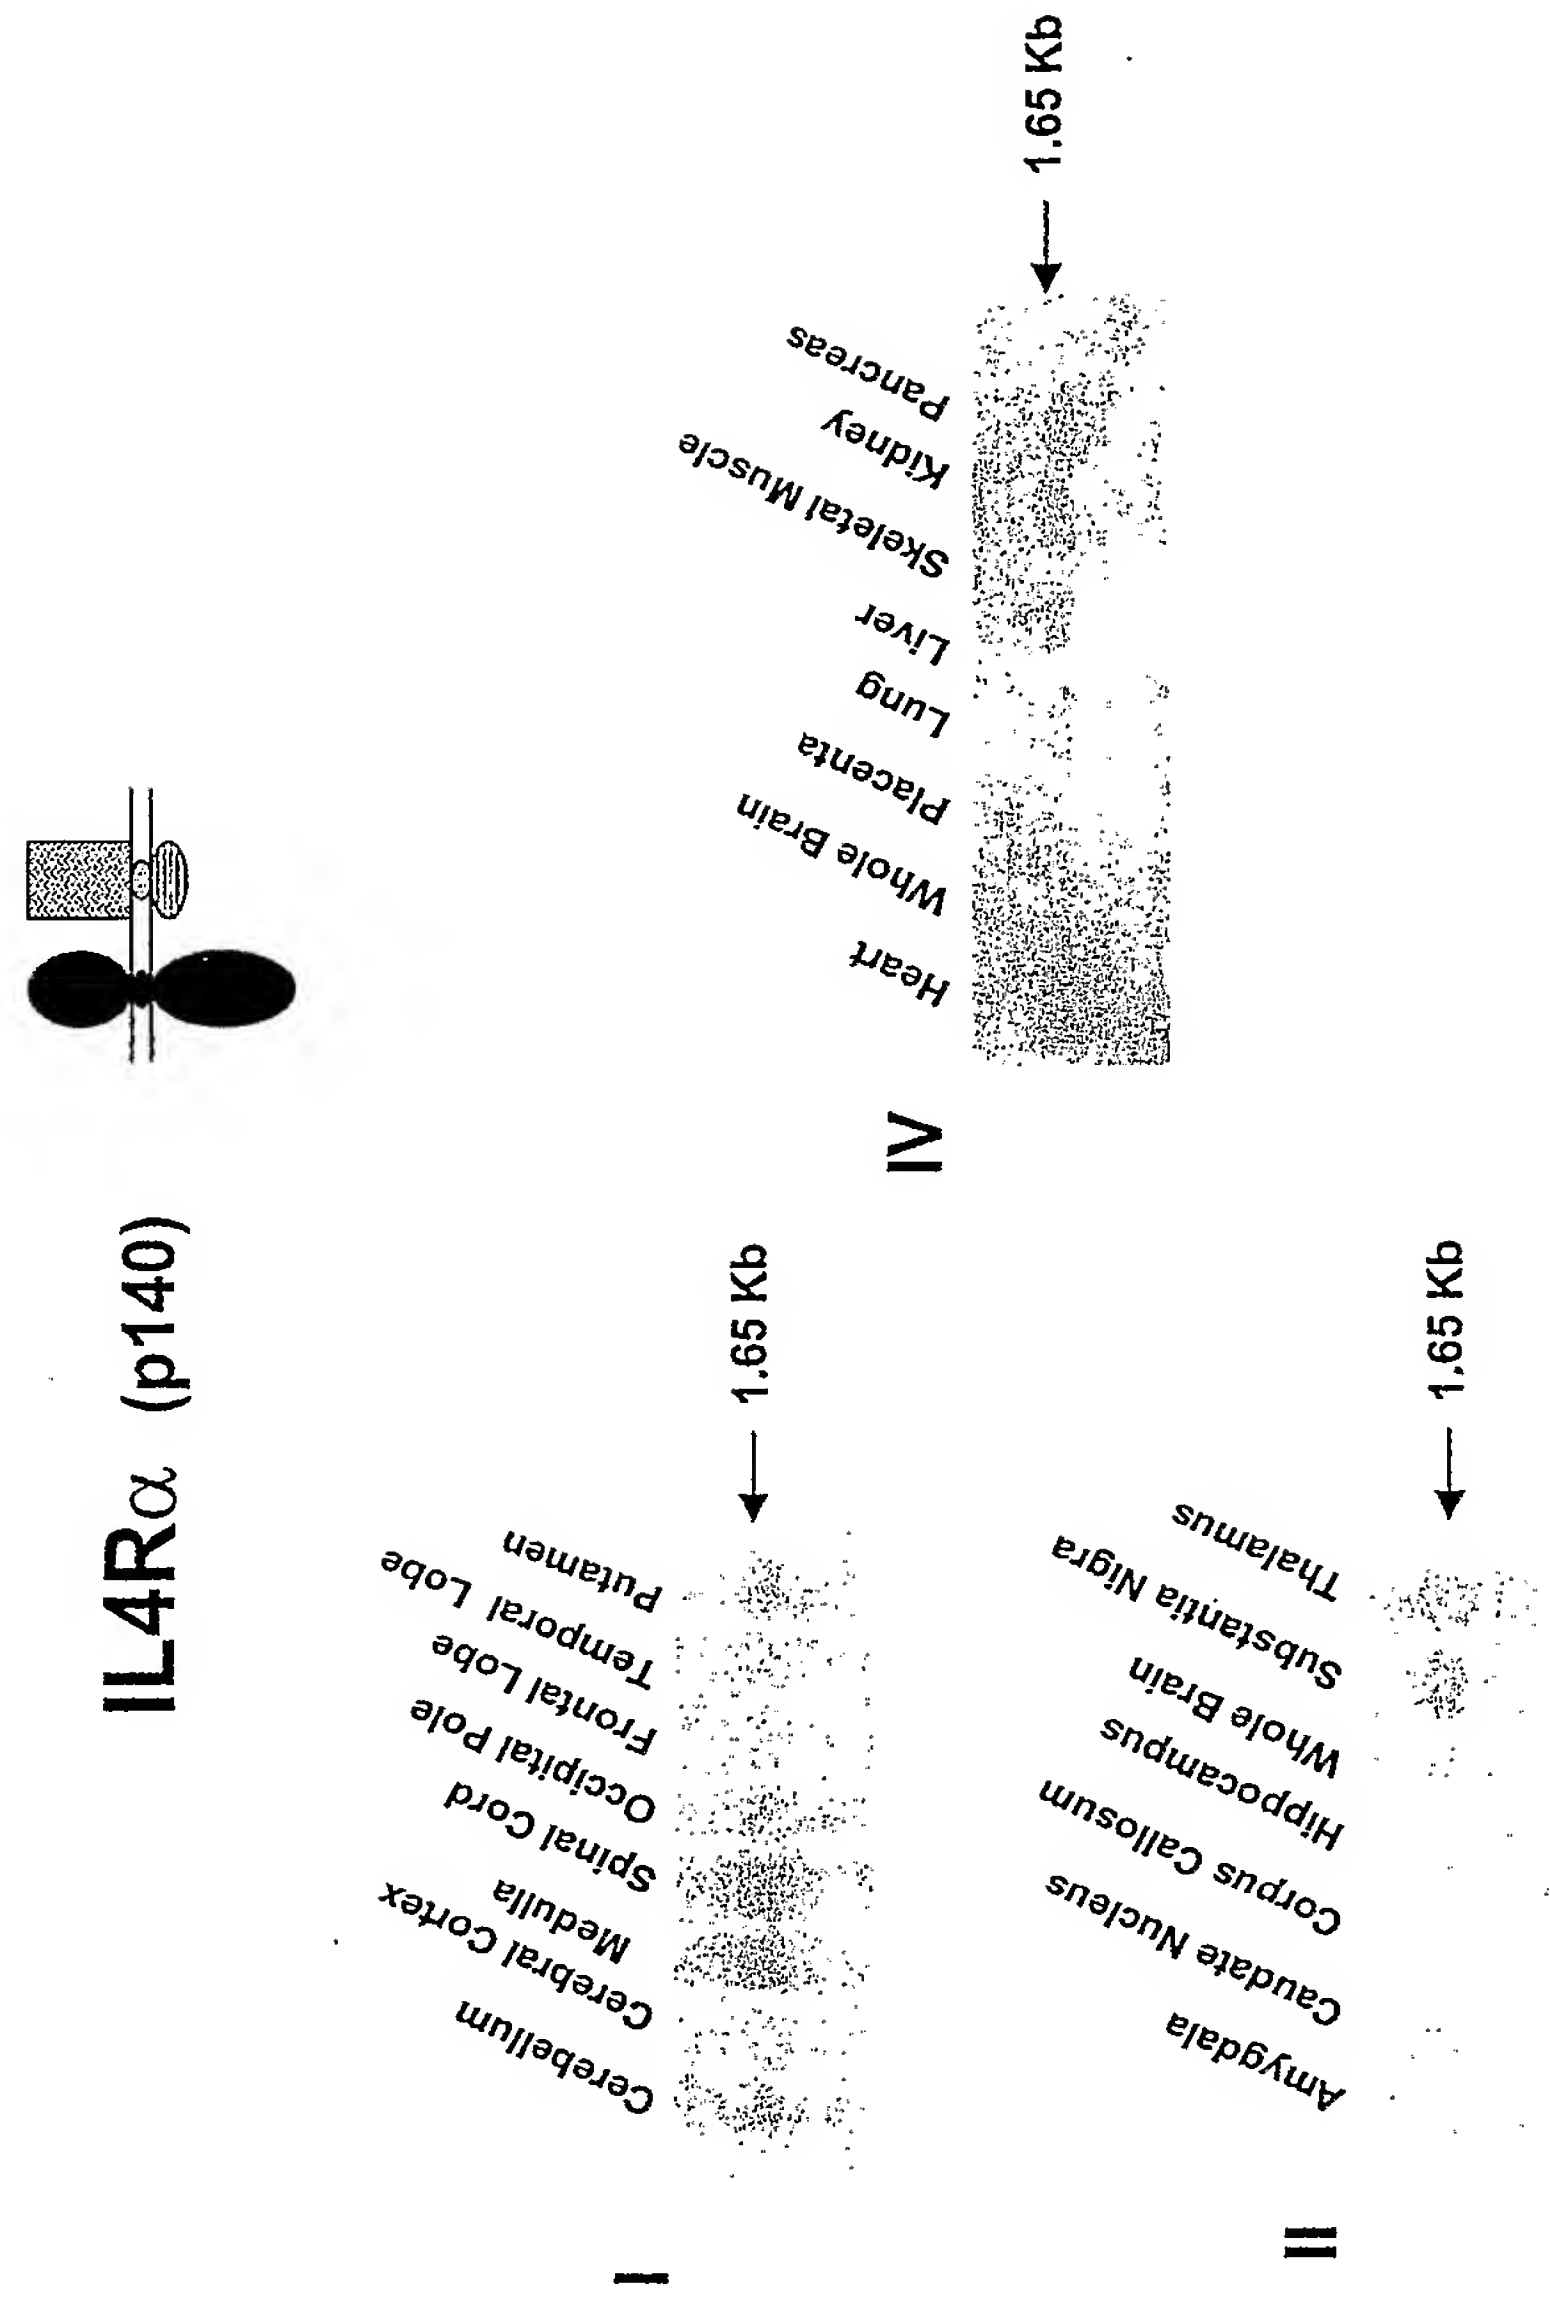 IL4Rα (p140)
I
Cerebellum
Cerebral Cortex
Medulla
Spinal Cord
Occipital Pole
Frontal Lobe
Temporal Lobe
Putamen
1.65 Kb
II
Amygdala
Caudate Nucleus
Corpus Callosum
Hippocampus
Whole Brain
Substantia Nigra
Thalamus
1.65 Kb
IV
Heart
Whole Brain
Placenta
Lung
Liver
Skeletal Muscle
Kidney
Pancreas
1.65 Kb